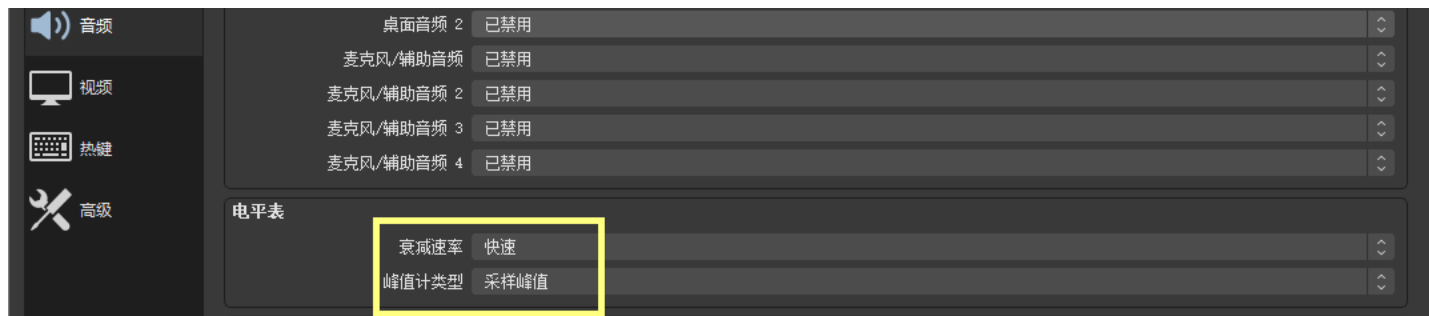 音频
桌面音频 2 已禁用
麦克风/辅助音频 已禁用
视频
麦克风/辅助音频 2 已禁用
麦克风/辅助音频 3 已禁用
热键
麦克风/辅助音频 4 已禁用
高级
电平表
衰减速率 快速
峰值计类型 采样峰值